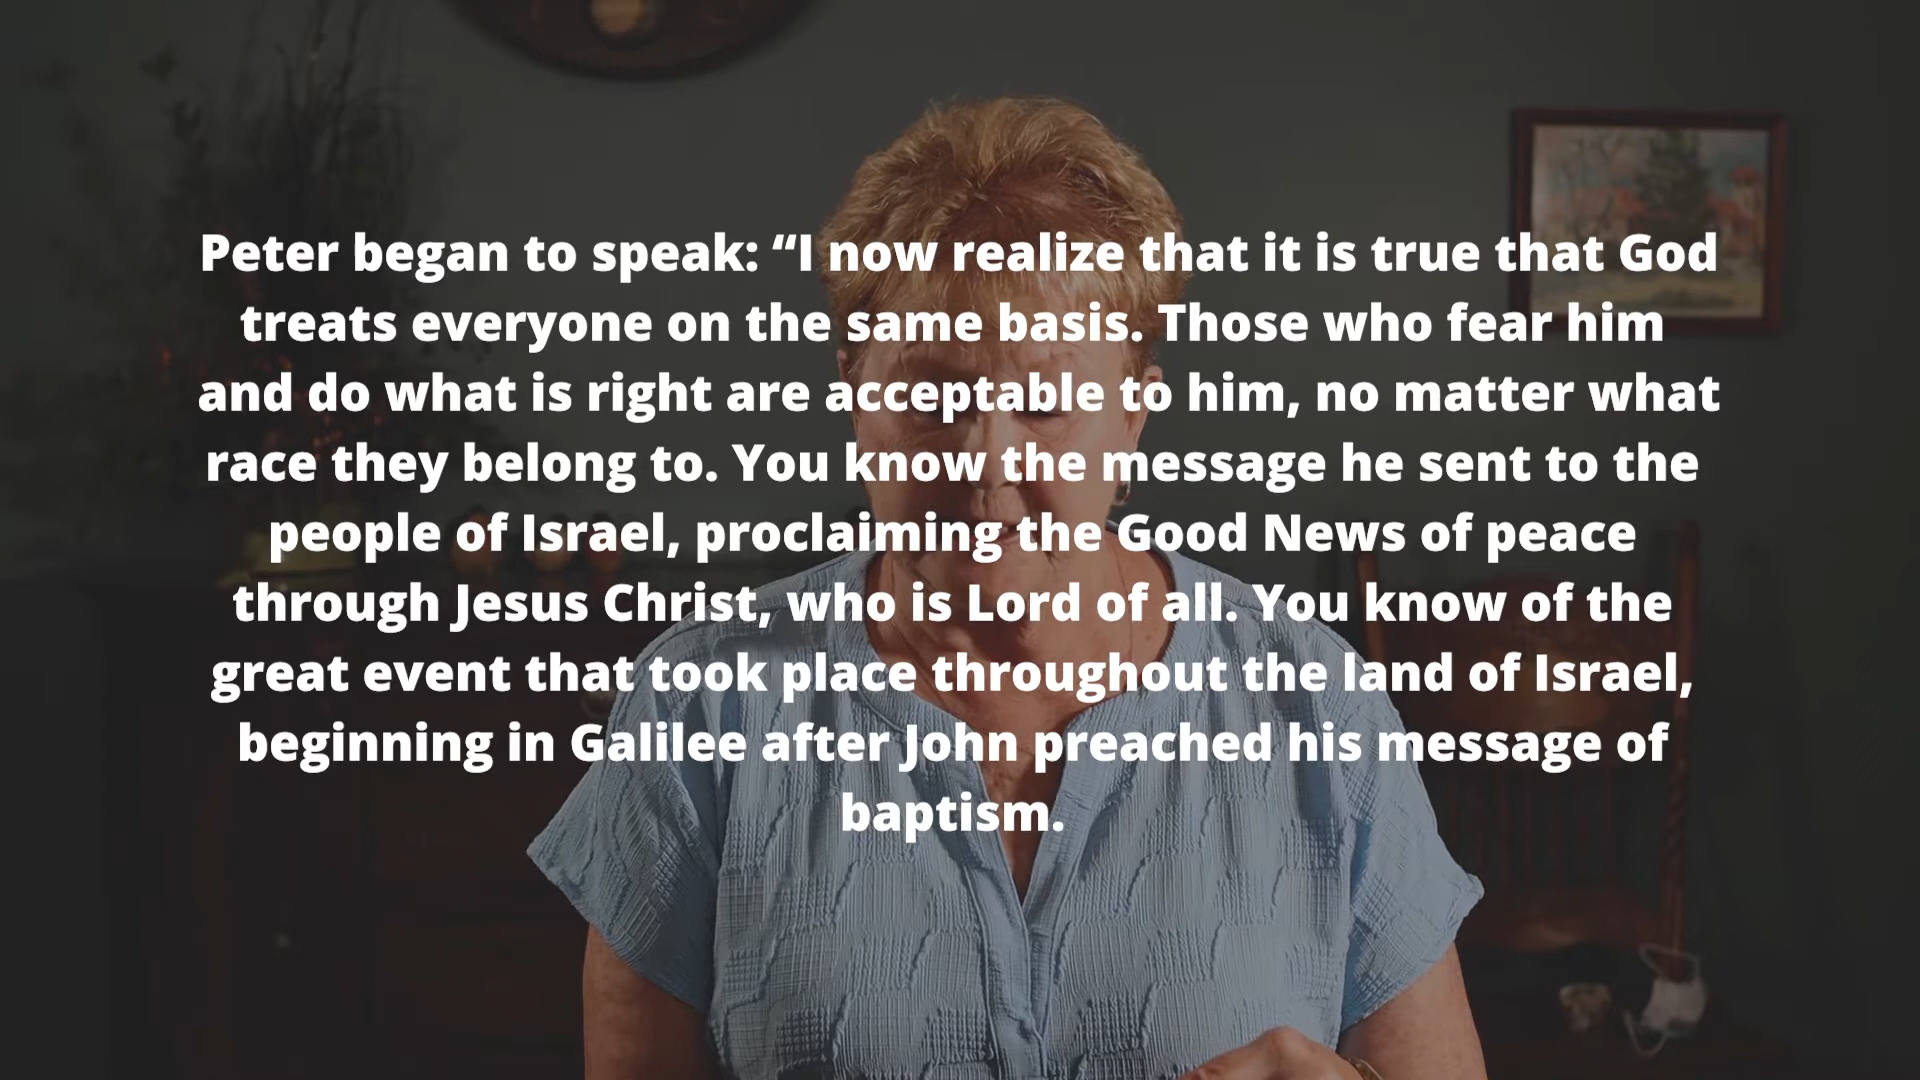 Peter began to speak: “I now realize that it is true that God
treats everyone on the same basis. Those who fear him
and do what is right are acceptable to him, no matter what
race they belong to. You know the message he sent to the
people of Israel, proclaiming the Good News of peace
through Jesus Christ, who is Lord of all. You know of the
great event that took place throughout the land of Israel,
beginning in Galilee after John preached his message of
baptism.